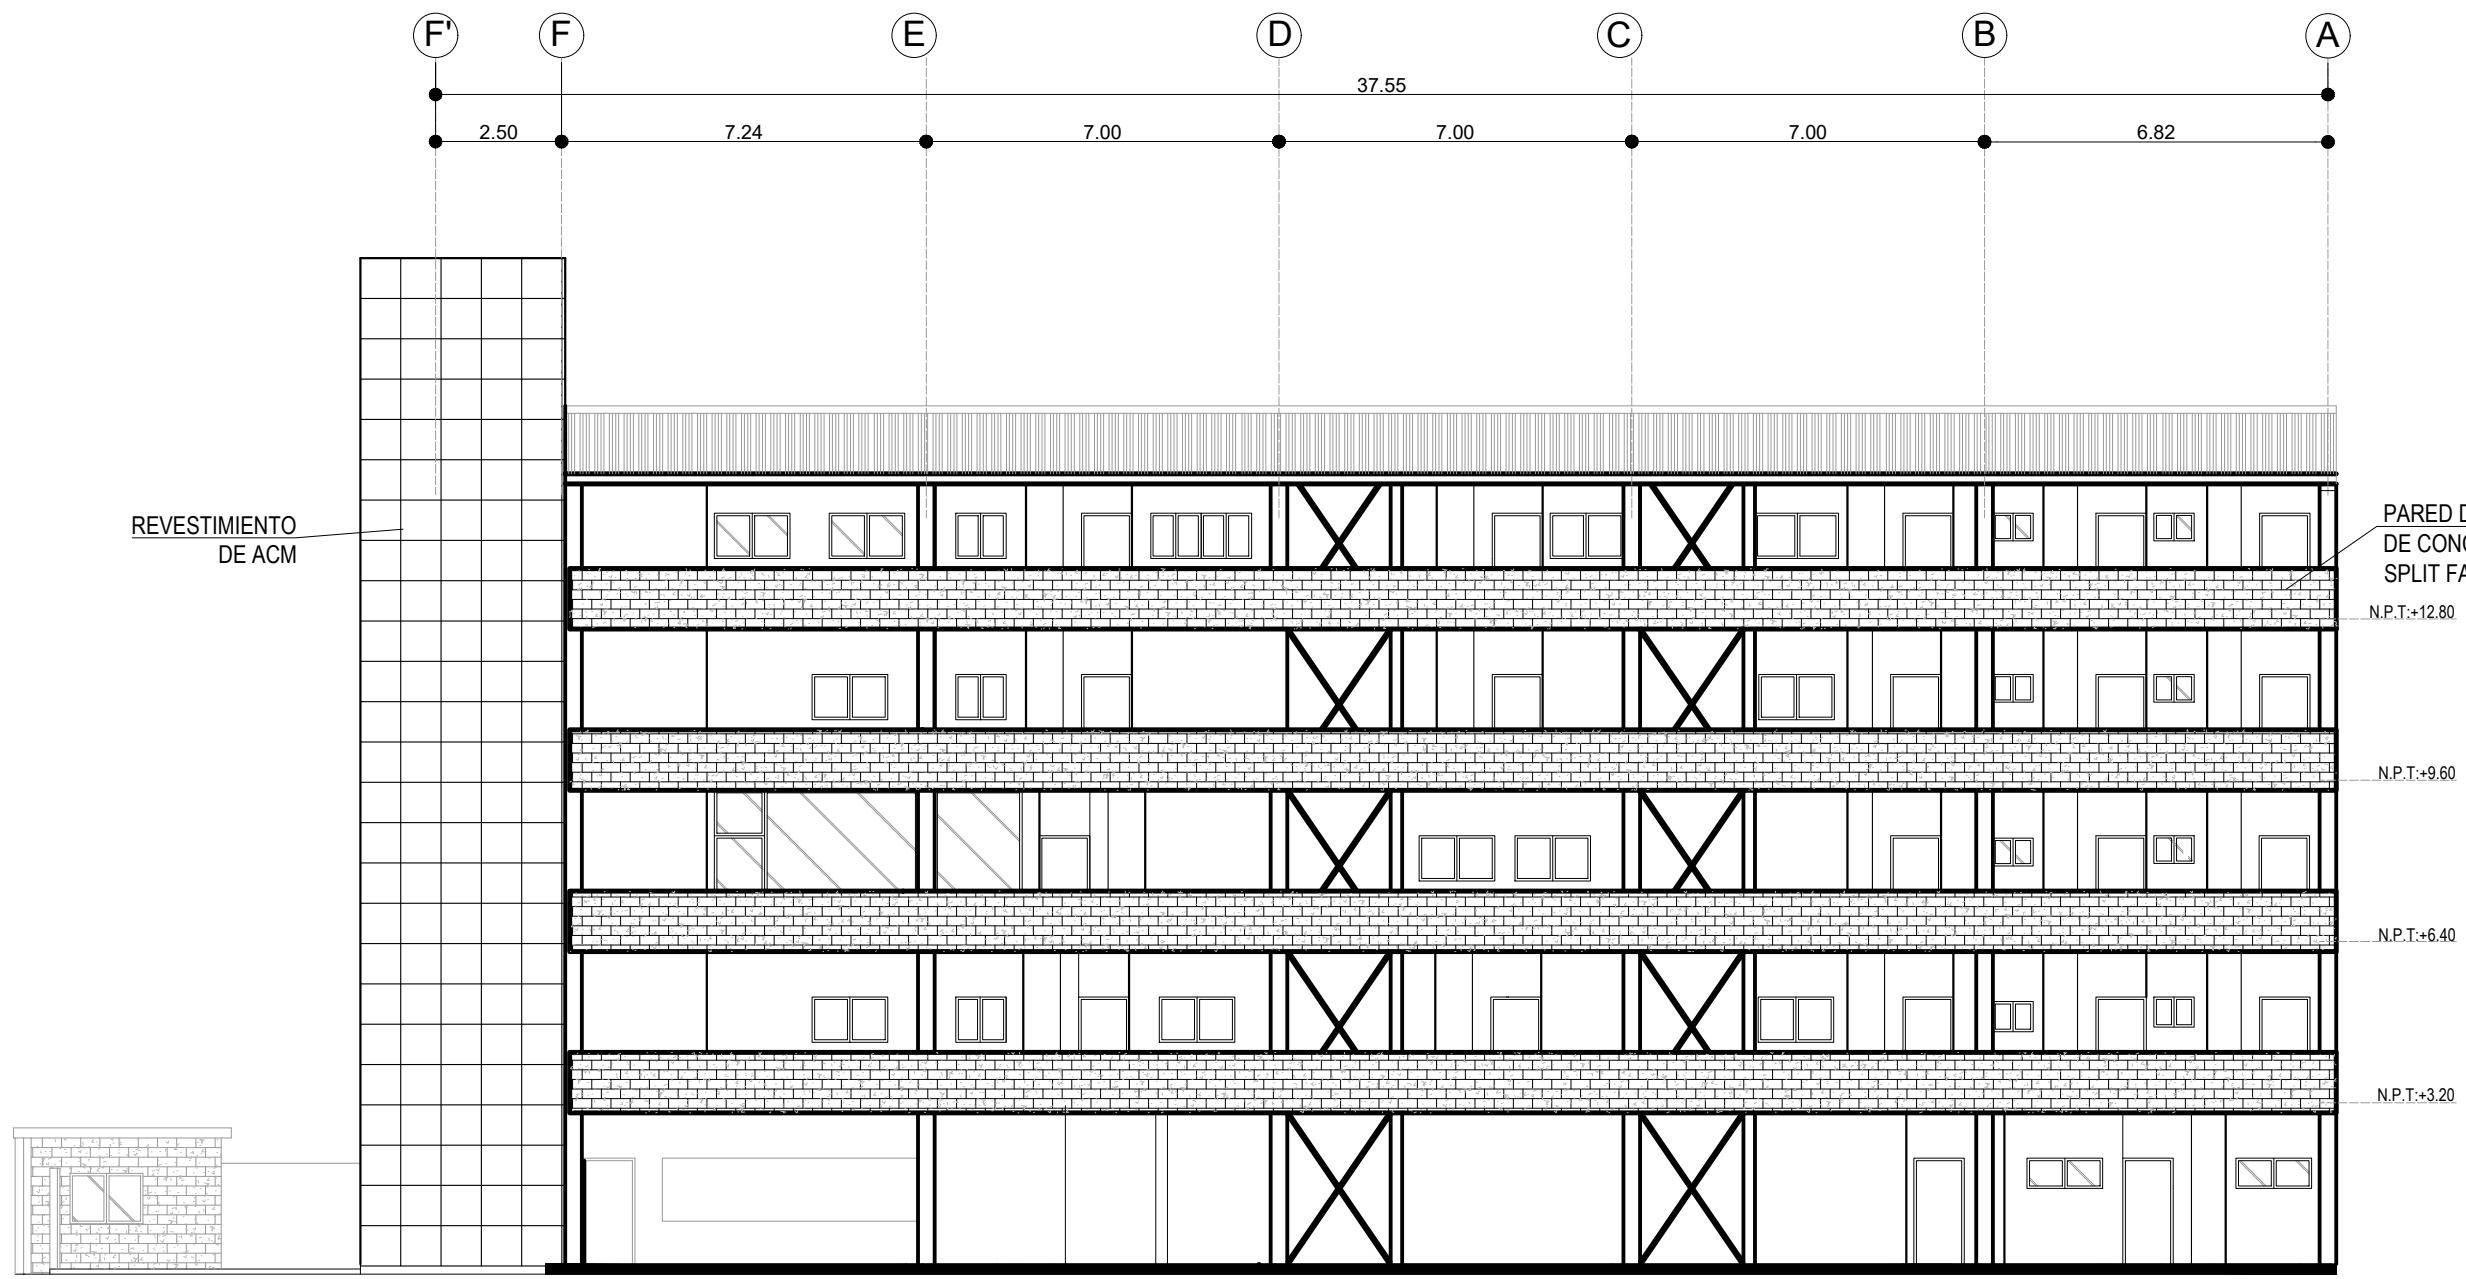 F' F E D C B A
37.55
2.50 7.24 7.00 7.00 7.00 6.82
REVESTIMIENTO
DE ACM
PARED D
DE CONC
SPLIT FA
N.P.T:+12.80
N.P.T:+9.60
N.P.T:+6.40
N.P.T:+3.20